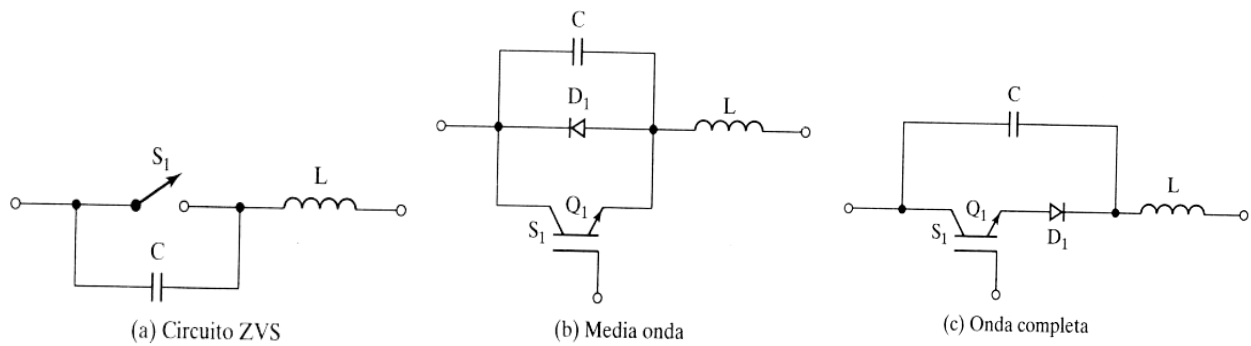 S₁
L
C
(a) Circuito ZVS
C
D₁
L
Q₁
S₁
(b) Media onda
C
L
Q₁
S₁
D₁
(c) Onda completa